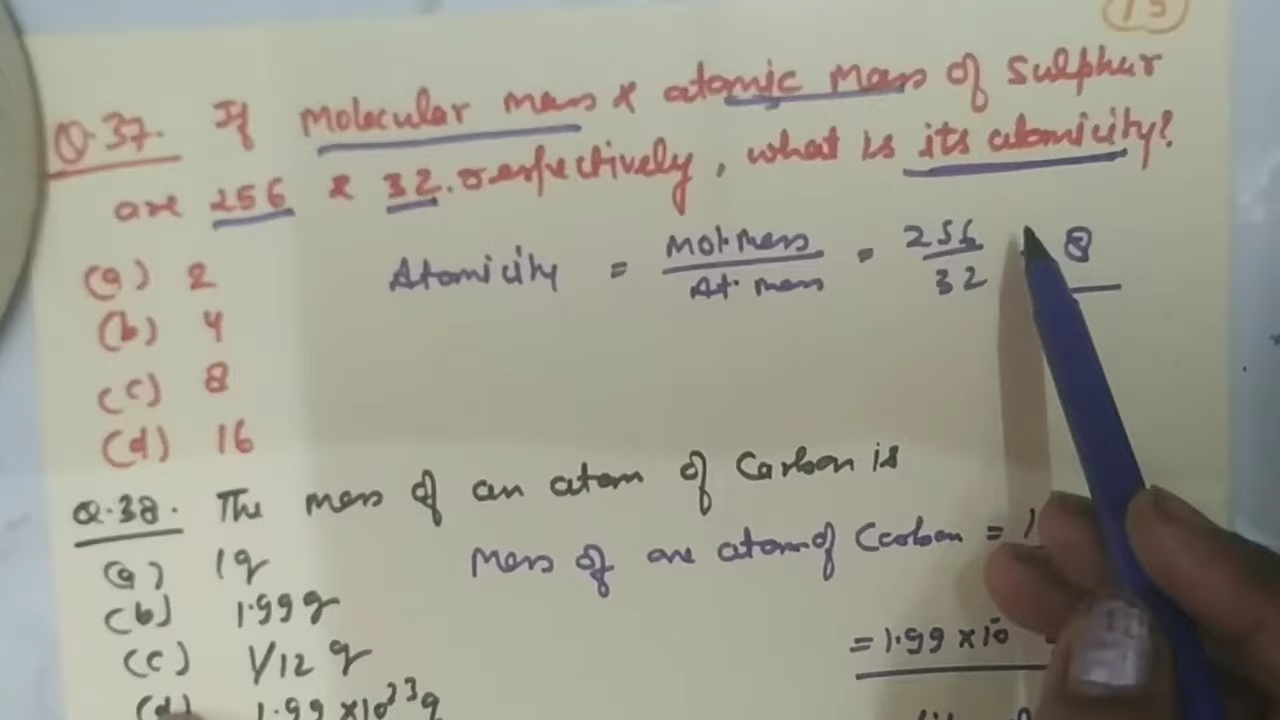 15
Q.37. If Molecular mass & atomic Mass of Sulphur
are 256 & 32. respectively, what is its atomicity?
Atomicity = Mol. Mass / At. mass = 256 / 32 = 8
(a) 2
(b) 4
(c) 8
(d) 16
Q.38. The mass of an atom of Carbon is
Mass of one atom of Carbon = 1
(a) 1g
(b) 1.99 g
= 1.99 × 10
(c) 1/12 g
(d) 1.99 × 10²³ g